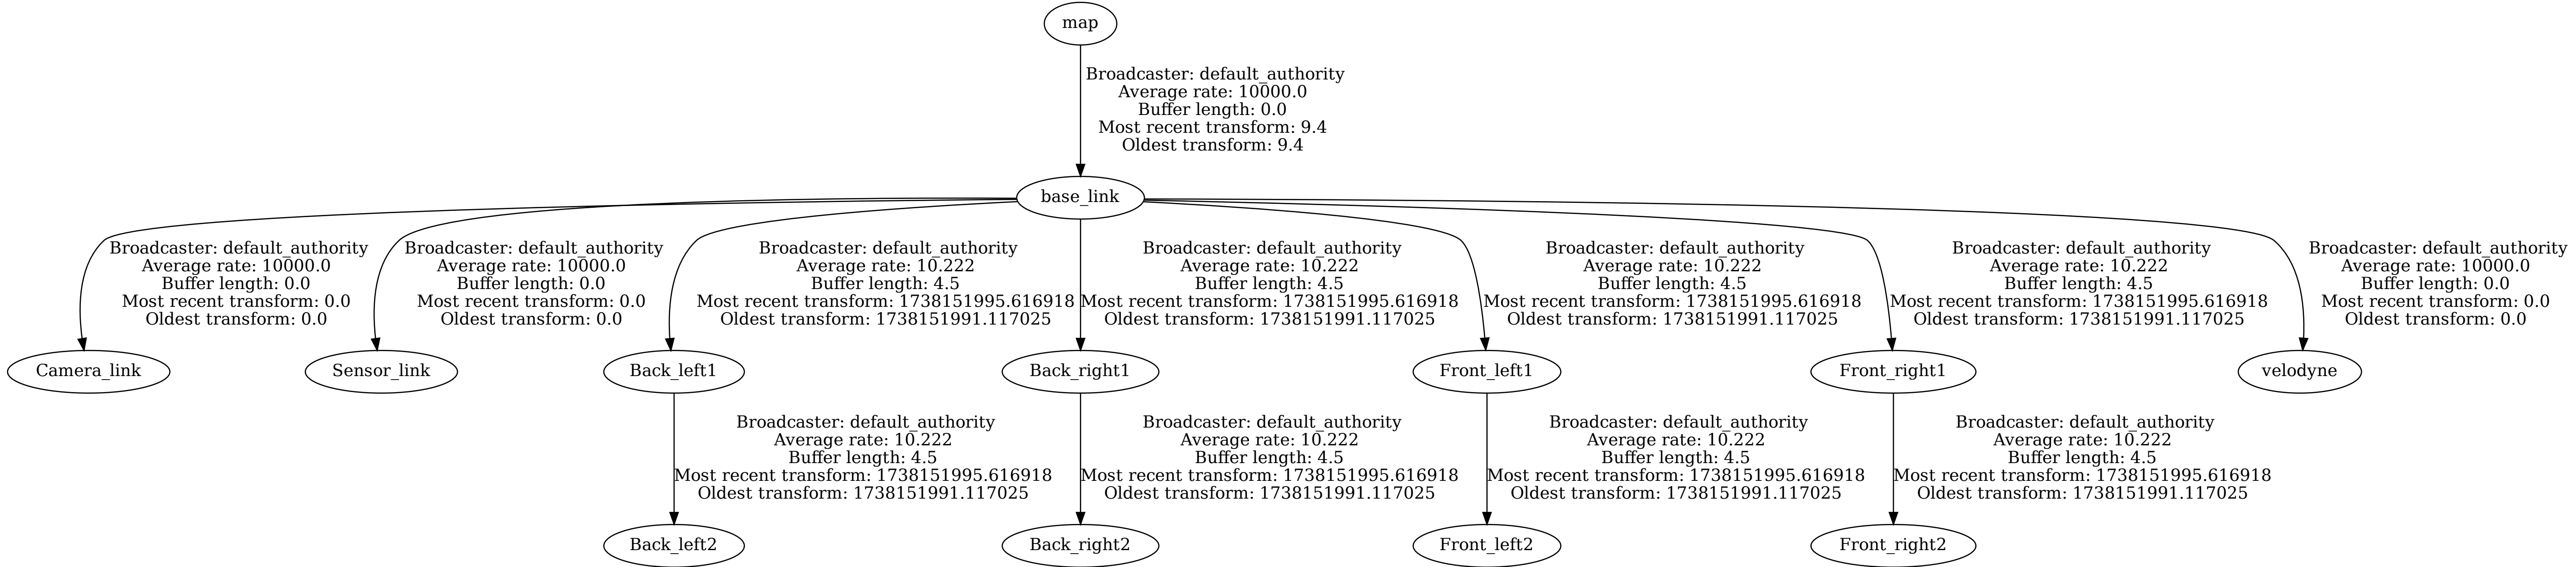 map
Broadcaster: default_authority
Average rate: 10000.0
Buffer length: 0.0
Most recent transform: 9.4
Oldest transform: 9.4
base_link
Broadcaster: default_authority
Average rate: 10000.0
Buffer length: 0.0
Most recent transform: 0.0
Oldest transform: 0.0
Broadcaster: default_authority
Average rate: 10000.0
Buffer length: 0.0
Most recent transform: 0.0
Oldest transform: 0.0
Broadcaster: default_authority
Average rate: 10.222
Buffer length: 4.5
Most recent transform: 1738151995.616918
Oldest transform: 1738151991.117025
Broadcaster: default_authority
Average rate: 10.222
Buffer length: 4.5
Most recent transform: 1738151995.616918
Oldest transform: 1738151991.117025
Broadcaster: default_authority
Average rate: 10.222
Buffer length: 4.5
Most recent transform: 1738151995.616918
Oldest transform: 1738151991.117025
Broadcaster: default_authority
Average rate: 10.222
Buffer length: 4.5
Most recent transform: 1738151995.616918
Oldest transform: 1738151991.117025
Broadcaster: default_authority
Average rate: 10000.0
Buffer length: 0.0
Most recent transform: 0.0
Oldest transform: 0.0
Camera_link
Sensor_link
Back_left1
Back_right1
Front_left1
Front_right1
velodyne
Broadcaster: default_authority
Average rate: 10.222
Buffer length: 4.5
Most recent transform: 1738151995.616918
Oldest transform: 1738151991.117025
Broadcaster: default_authority
Average rate: 10.222
Buffer length: 4.5
Most recent transform: 1738151995.616918
Oldest transform: 1738151991.117025
Broadcaster: default_authority
Average rate: 10.222
Buffer length: 4.5
Most recent transform: 1738151995.616918
Oldest transform: 1738151991.117025
Broadcaster: default_authority
Average rate: 10.222
Buffer length: 4.5
Most recent transform: 1738151995.616918
Oldest transform: 1738151991.117025
Back_left2
Back_right2
Front_left2
Front_right2